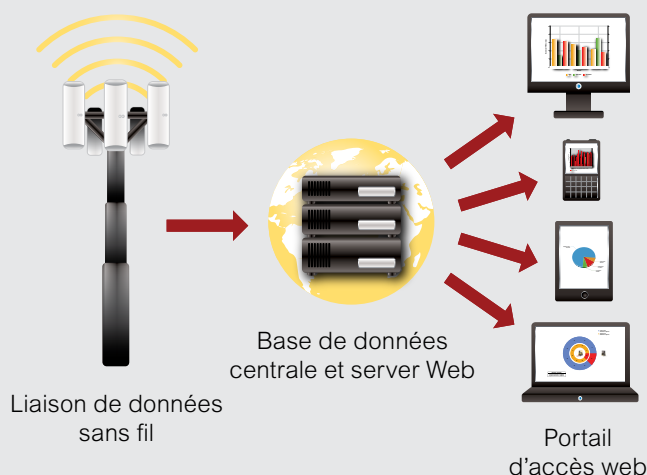 Liaison de données
sans fil
Base de données
centrale et server Web
Portail
d'accès web